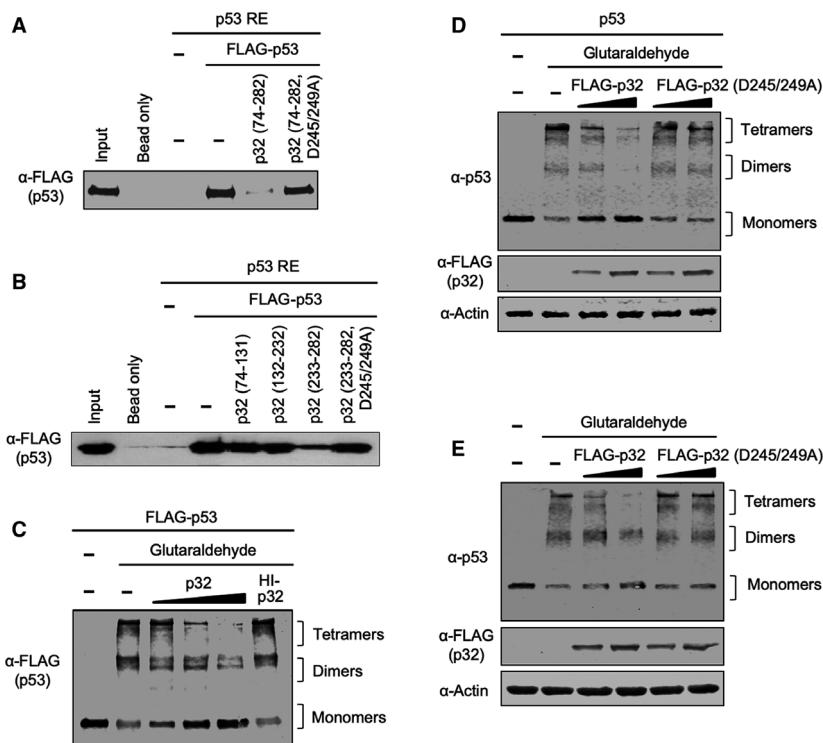 A
p53 RE
– FLAG-p53
– – p32 (74-282) p32 (74-282, D245/249A)
Input
Bead only
α-FLAG (p53)
B
p53 RE
– FLAG-p53
Input
Bead only
– – p32 (74-131) p32 (132-232) p32 (233-282) p32 (233-282, D245/249A)
α-FLAG (p53)
C
FLAG-p53
– Glutaraldehyde
– – p32 HI-p32
α-FLAG (p53)
Tetramers
Dimers
Monomers
D
p53
– Glutaraldehyde
– – FLAG-p32 FLAG-p32 (D245/249A)
α-p53
Tetramers
Dimers
Monomers
α-FLAG (p32)
α-Actin
E
– Glutaraldehyde
– – FLAG-p32 FLAG-p32 (D245/249A)
α-p53
Tetramers
Dimers
Monomers
α-FLAG (p32)
α-Actin